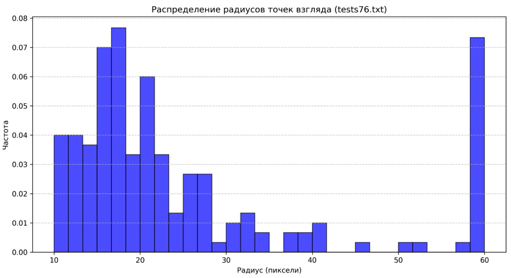 Распределение радиусов точек взгляда (tests76.txt)
0.08
0.07
0.06
0.05
0.04
0.03
0.02
0.01
0.00
Частота
10 20 30 40 50 60
Радиус (пиксели)